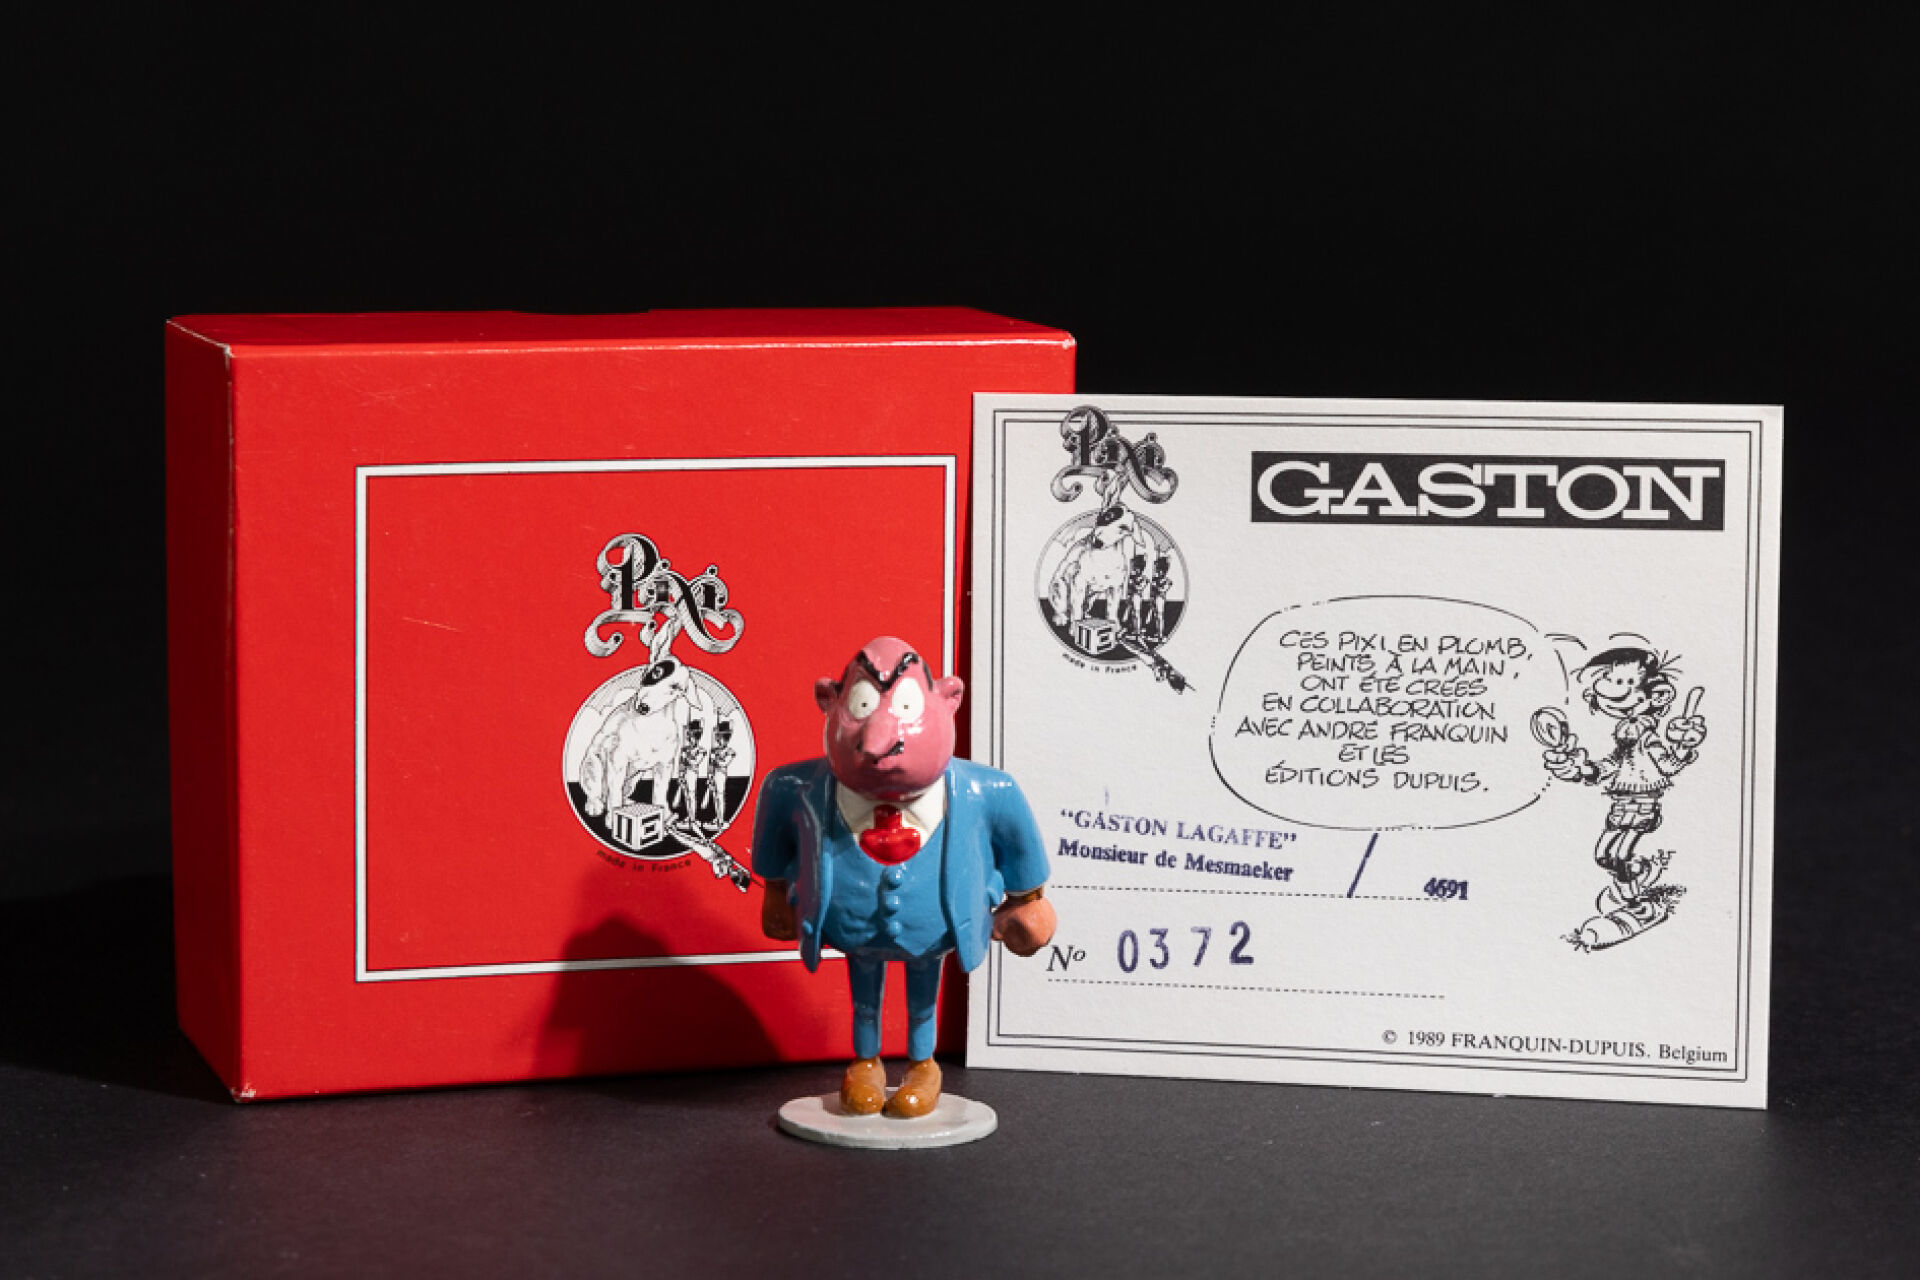 Pixi
113
made in France
Pixi
113
made in France
GASTON
CES PIXI EN PLOMB,
PEINTS À LA MAIN,
ONT ÉTÉ CRÉÉS
EN COLLABORATION
AVEC ANDRÉ FRANQUIN
ET LES
ÉDITIONS DUPUIS.
“GASTON LAGAFFE”
Monsieur de Mesmaeker / 4691
No 0372
© 1989 FRANQUIN-DUPUIS. Belgium